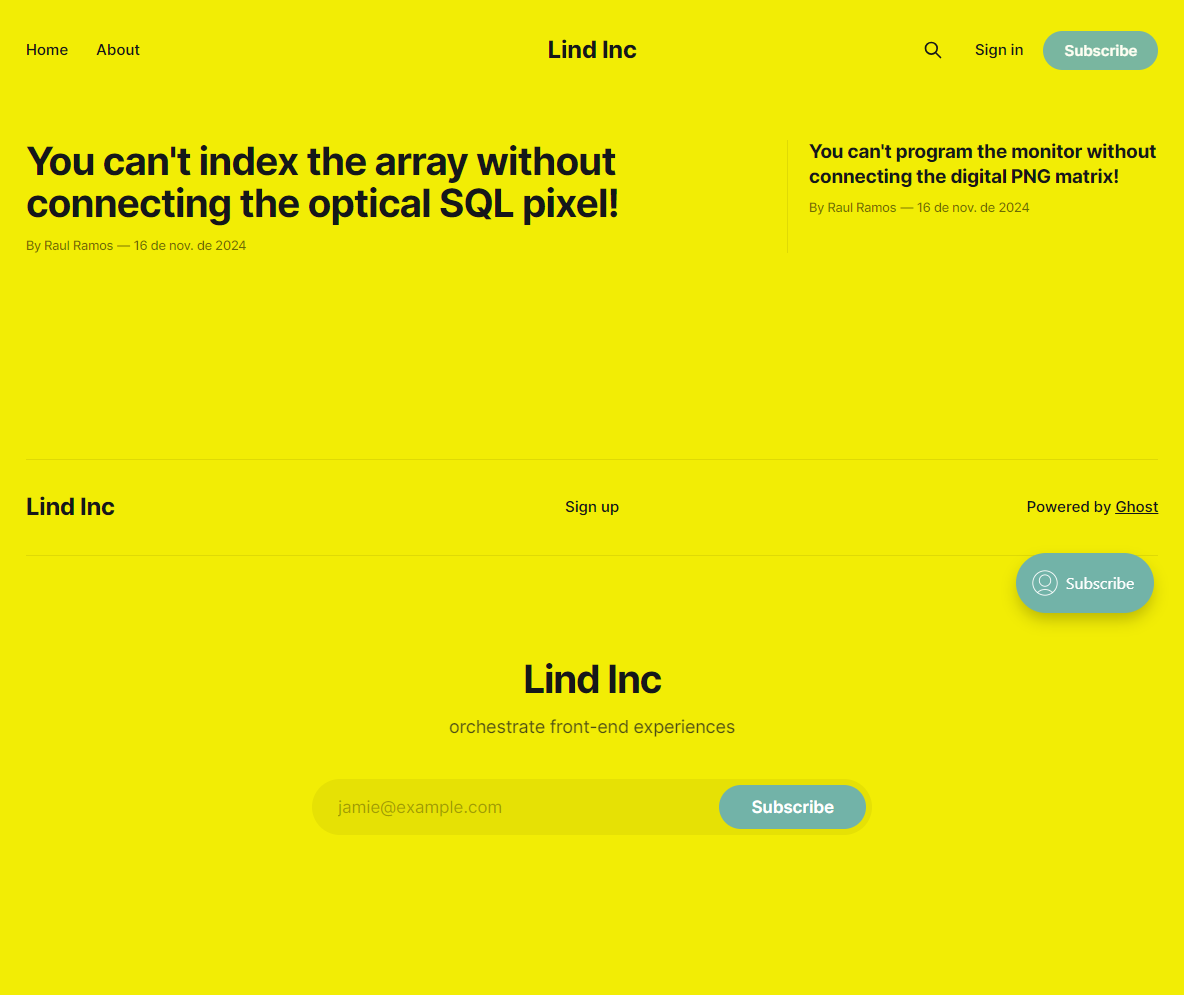 Home About Lind Inc Sign in Subscribe
You can't index the array without
connecting the optical SQL pixel!
By Raul Ramos — 16 de nov. de 2024
You can't program the monitor without
connecting the digital PNG matrix!
By Raul Ramos — 16 de nov. de 2024
Lind Inc Sign up Powered by Ghost
Subscribe
Lind Inc
orchestrate front-end experiences
jamie@example.com Subscribe